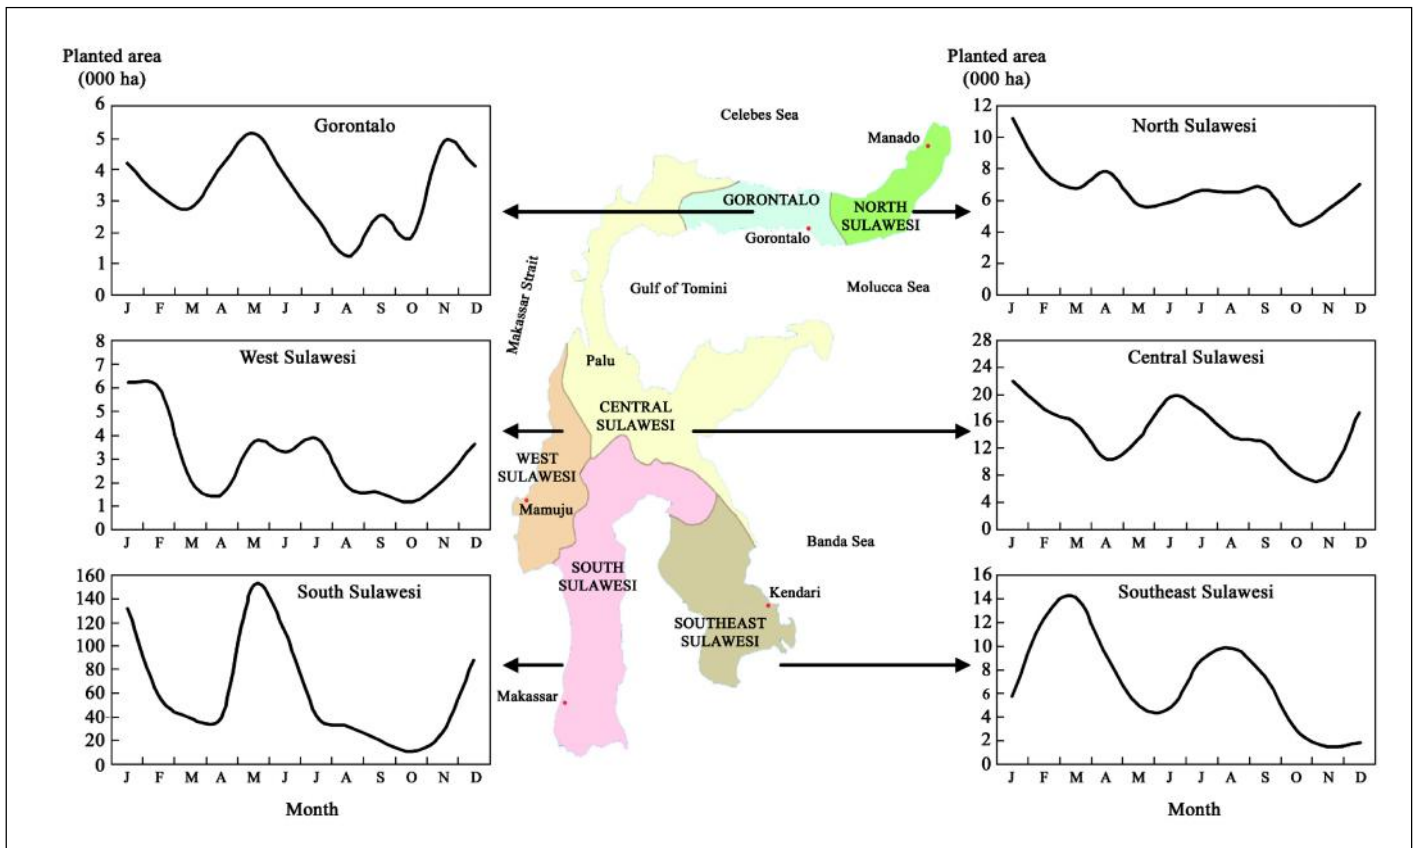 Planted area
(000 ha)
Gorontalo
6
5
4
3
2
1
0
J F M A M J J A S O N D
West Sulawesi
8
7
6
5
4
3
2
1
0
J F M A M J J A S O N D
South Sulawesi
160
140
120
100
80
60
40
20
0
J F M A M J J A S O N D
Month
Celebes Sea
Manado
GORONTALO
NORTH
SULAWESI
Gorontalo
Makassar Strait
Gulf of Tomini
Molucca Sea
Palu
CENTRAL
SULAWESI
WEST
SULAWESI
Mamuju
Banda Sea
SOUTH
SULAWESI
Kendari
SOUTHEAST
SULAWESI
Makassar
Planted area
(000 ha)
North Sulawesi
12
10
8
6
4
2
0
J F M A M J J A S O N D
Central Sulawesi
28
24
20
16
12
8
4
0
J F M A M J J A S O N D
Southeast Sulawesi
16
14
12
10
8
6
4
2
0
J F M A M J J A S O N D
Month